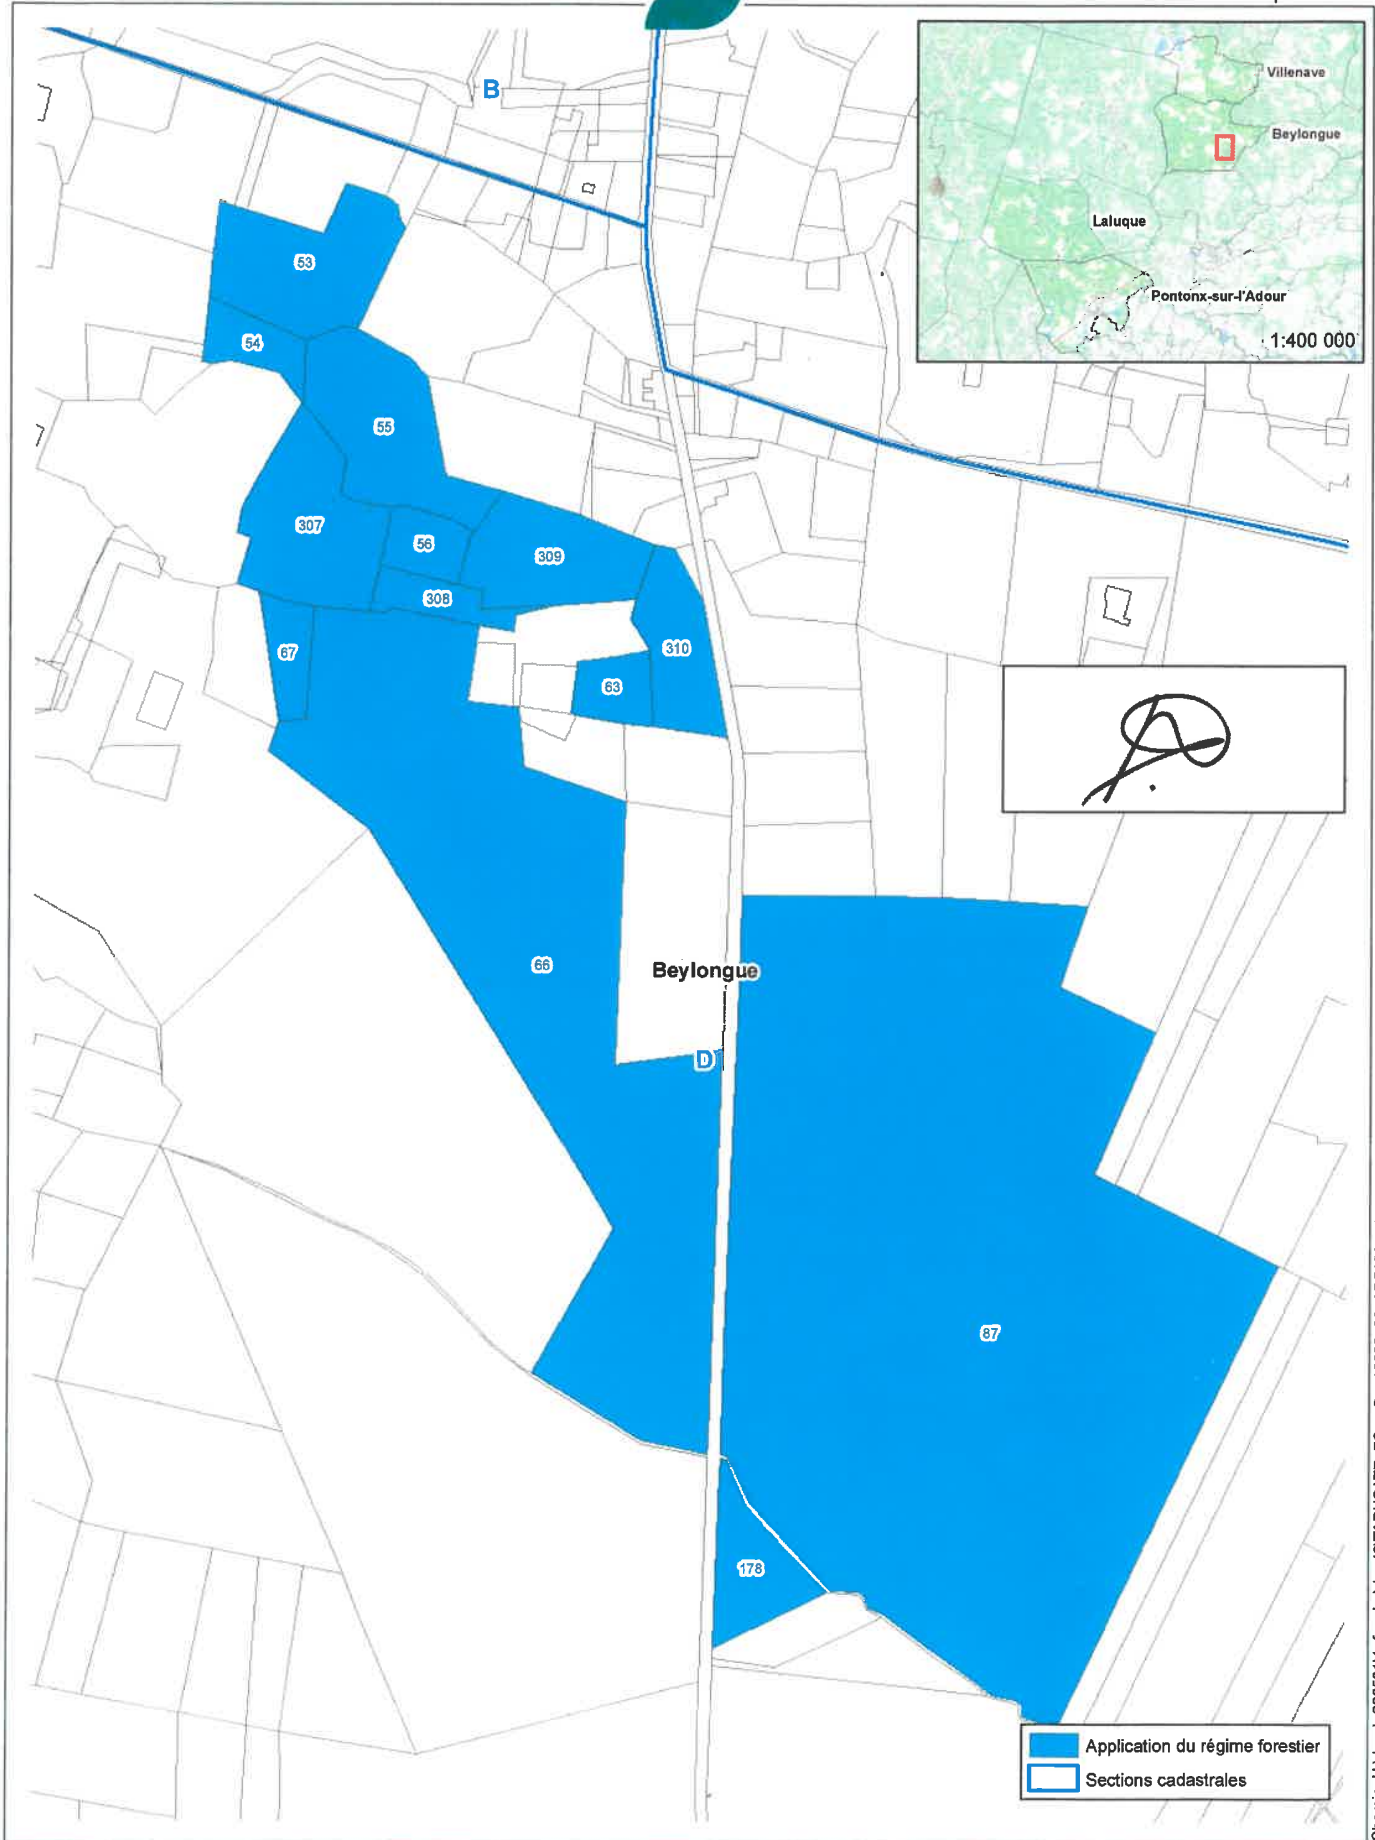 B
Villenave
Beylongue
Laluque
Pontonx-sur-l'Adour
1:400 000
53
54
55
307
56
309
308
67
310
63
66
Beylongue
D
87
178
Application du régime forestier
Sections cadastrales